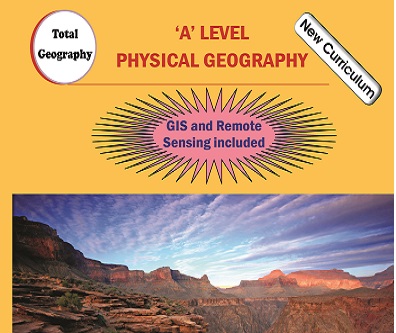 Total
Geography
‘A’ LEVEL
PHYSICAL GEOGRAPHY
New Curriculum
GIS and Remote
Sensing included